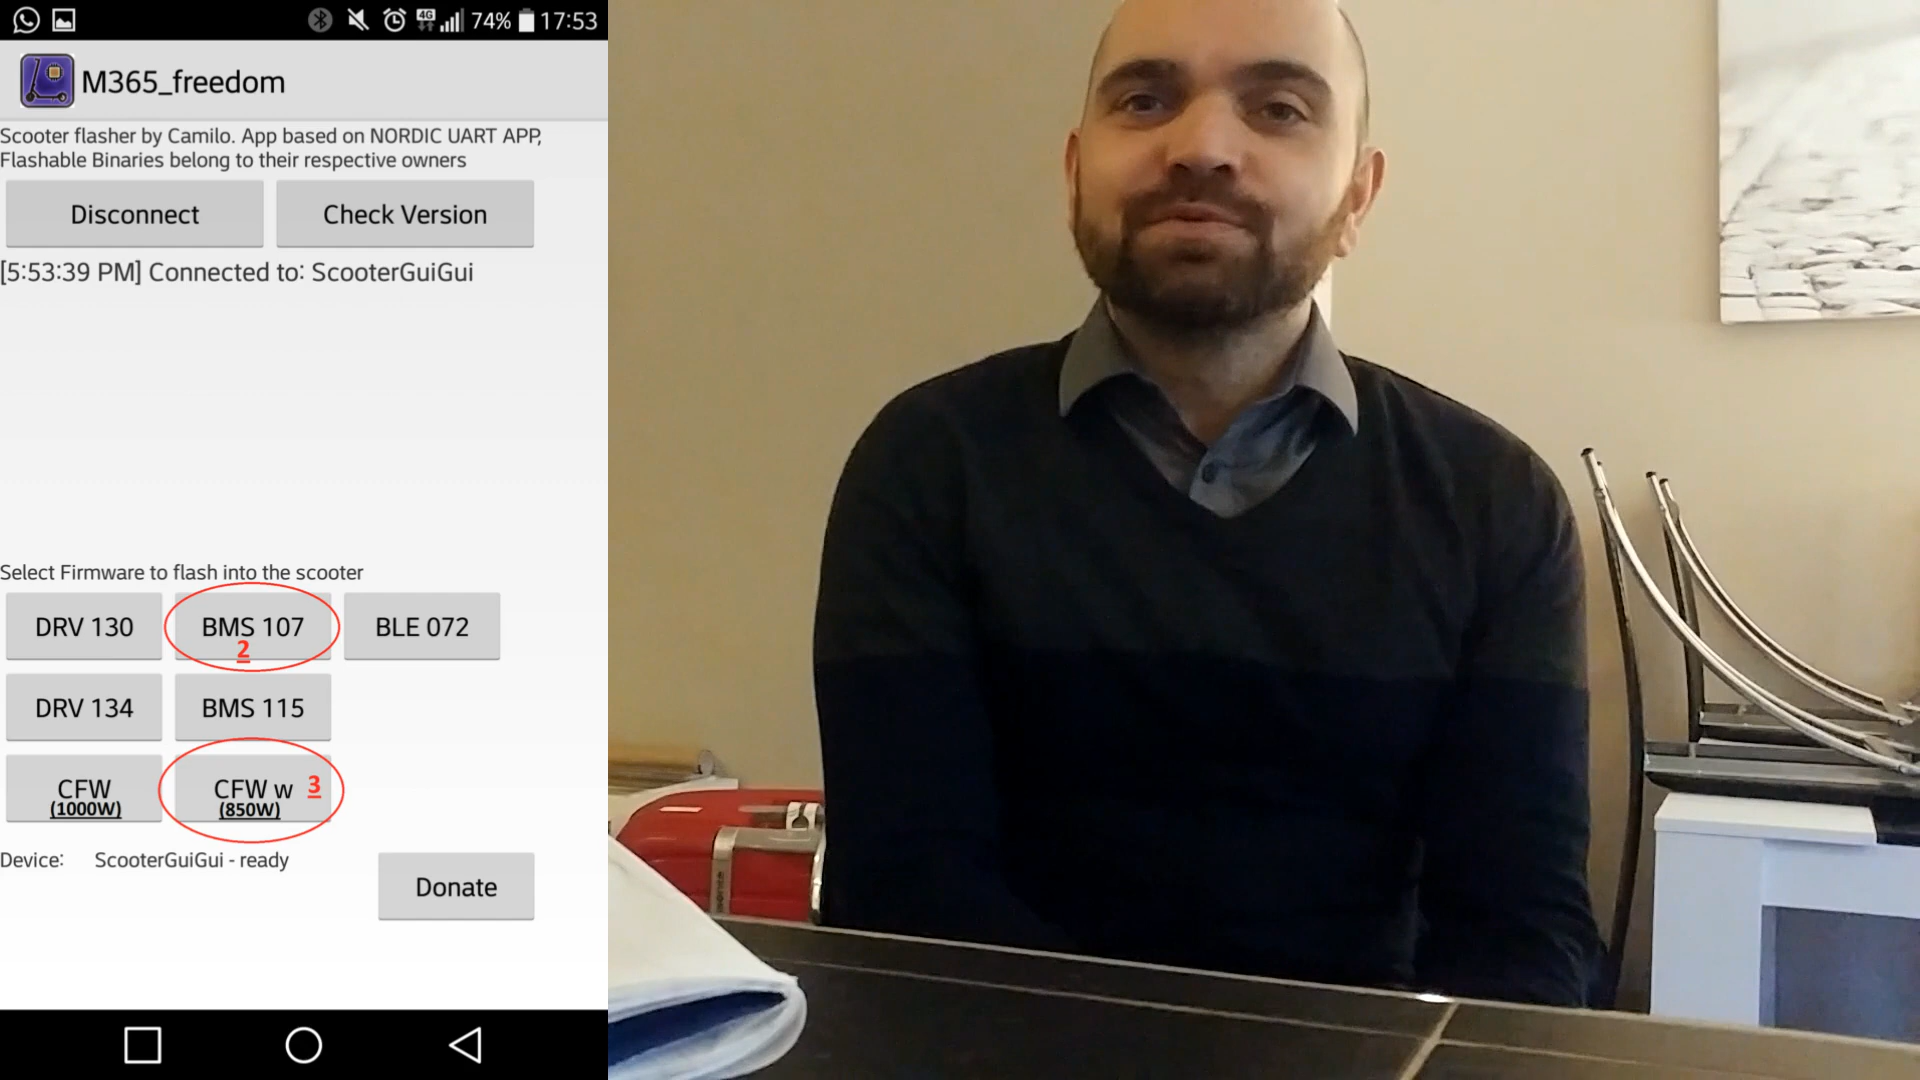 4G 74% 17:53
M365_freedom
Scooter flasher by Camilo. App based on NORDIC UART APP,
Flashable Binaries belong to their respective owners
Disconnect Check Version
[5:53:39 PM] Connected to: ScooterGuiGui
Select Firmware to flash into the scooter
DRV 130 BMS 107 BLE 072
2
DRV 134 BMS 115
CFW CFW w 3
(1000W) (850W)
Device: ScooterGuiGui - ready
Donate